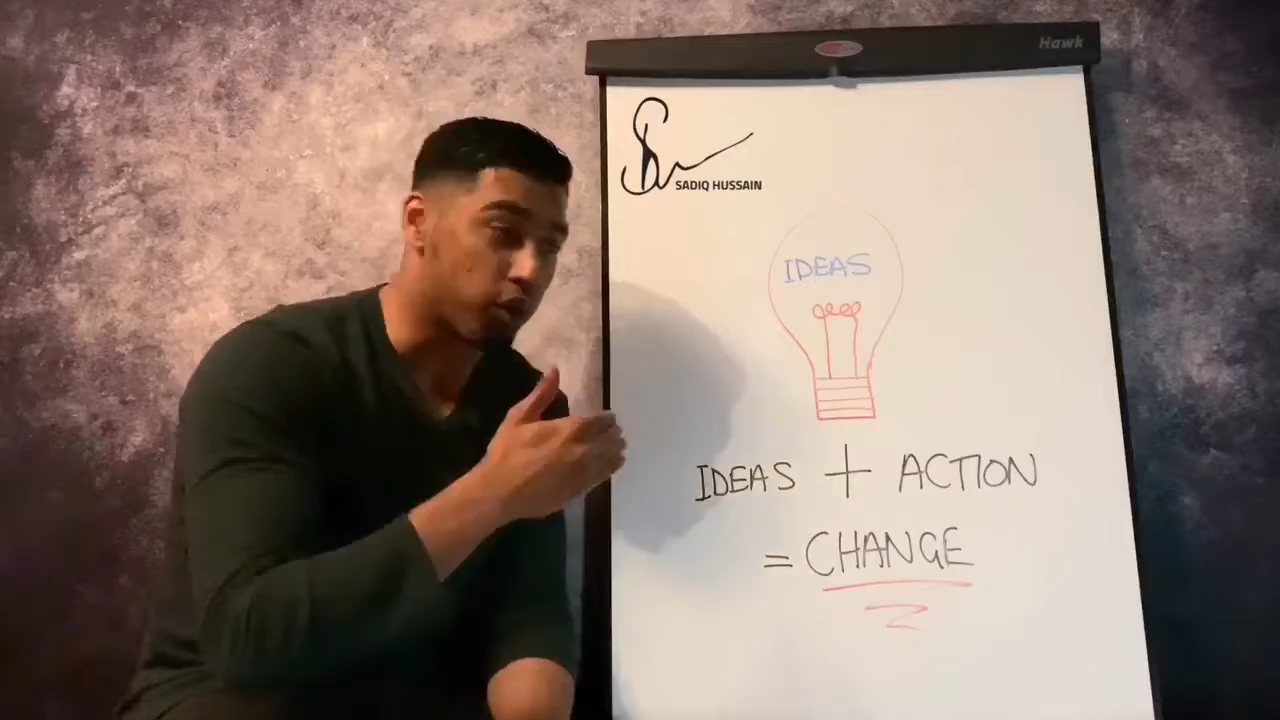 Hawk
SADIQ HUSSAIN
IDEAS
IDEAS + ACTION
= CHANGE